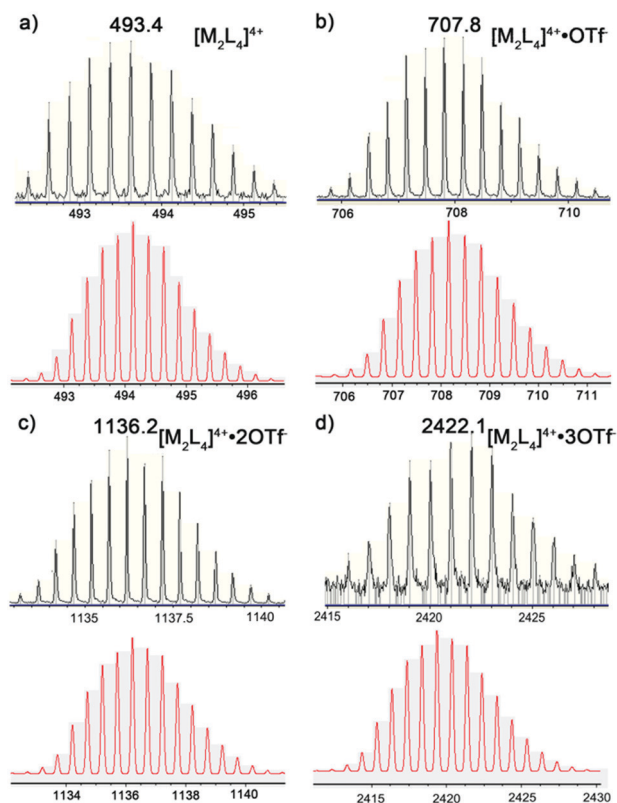 a) 493.4 [M₂L₄]⁴⁺
493 494 495
493 494 495 496
b) 707.8 [M₂L₄]⁴⁺•OTf⁻
706 708 710
706 707 708 709 710 711
c) 1136.2 [M₂L₄]⁴⁺•2OTf⁻
1135 1137.5 1140
1134 1136 1138 1140
d) 2422.1 [M₂L₄]⁴⁺•3OTf⁻
2415 2420 2425
2415 2420 2425 2430